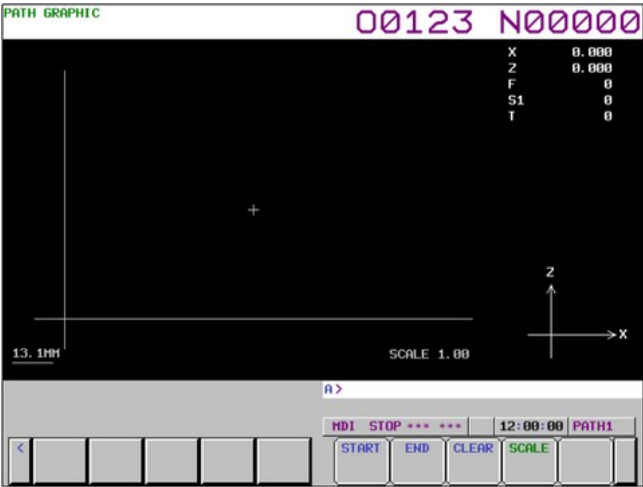 PATH GRAPHIC O0123 N00000
X 0.000
Z 0.000
F 0
S1 0
T 0
Z
X
13.1MM SCALE 1.00
A>
MDI STOP *** *** 12:00:00 PATH1
< START END CLEAR SCALE